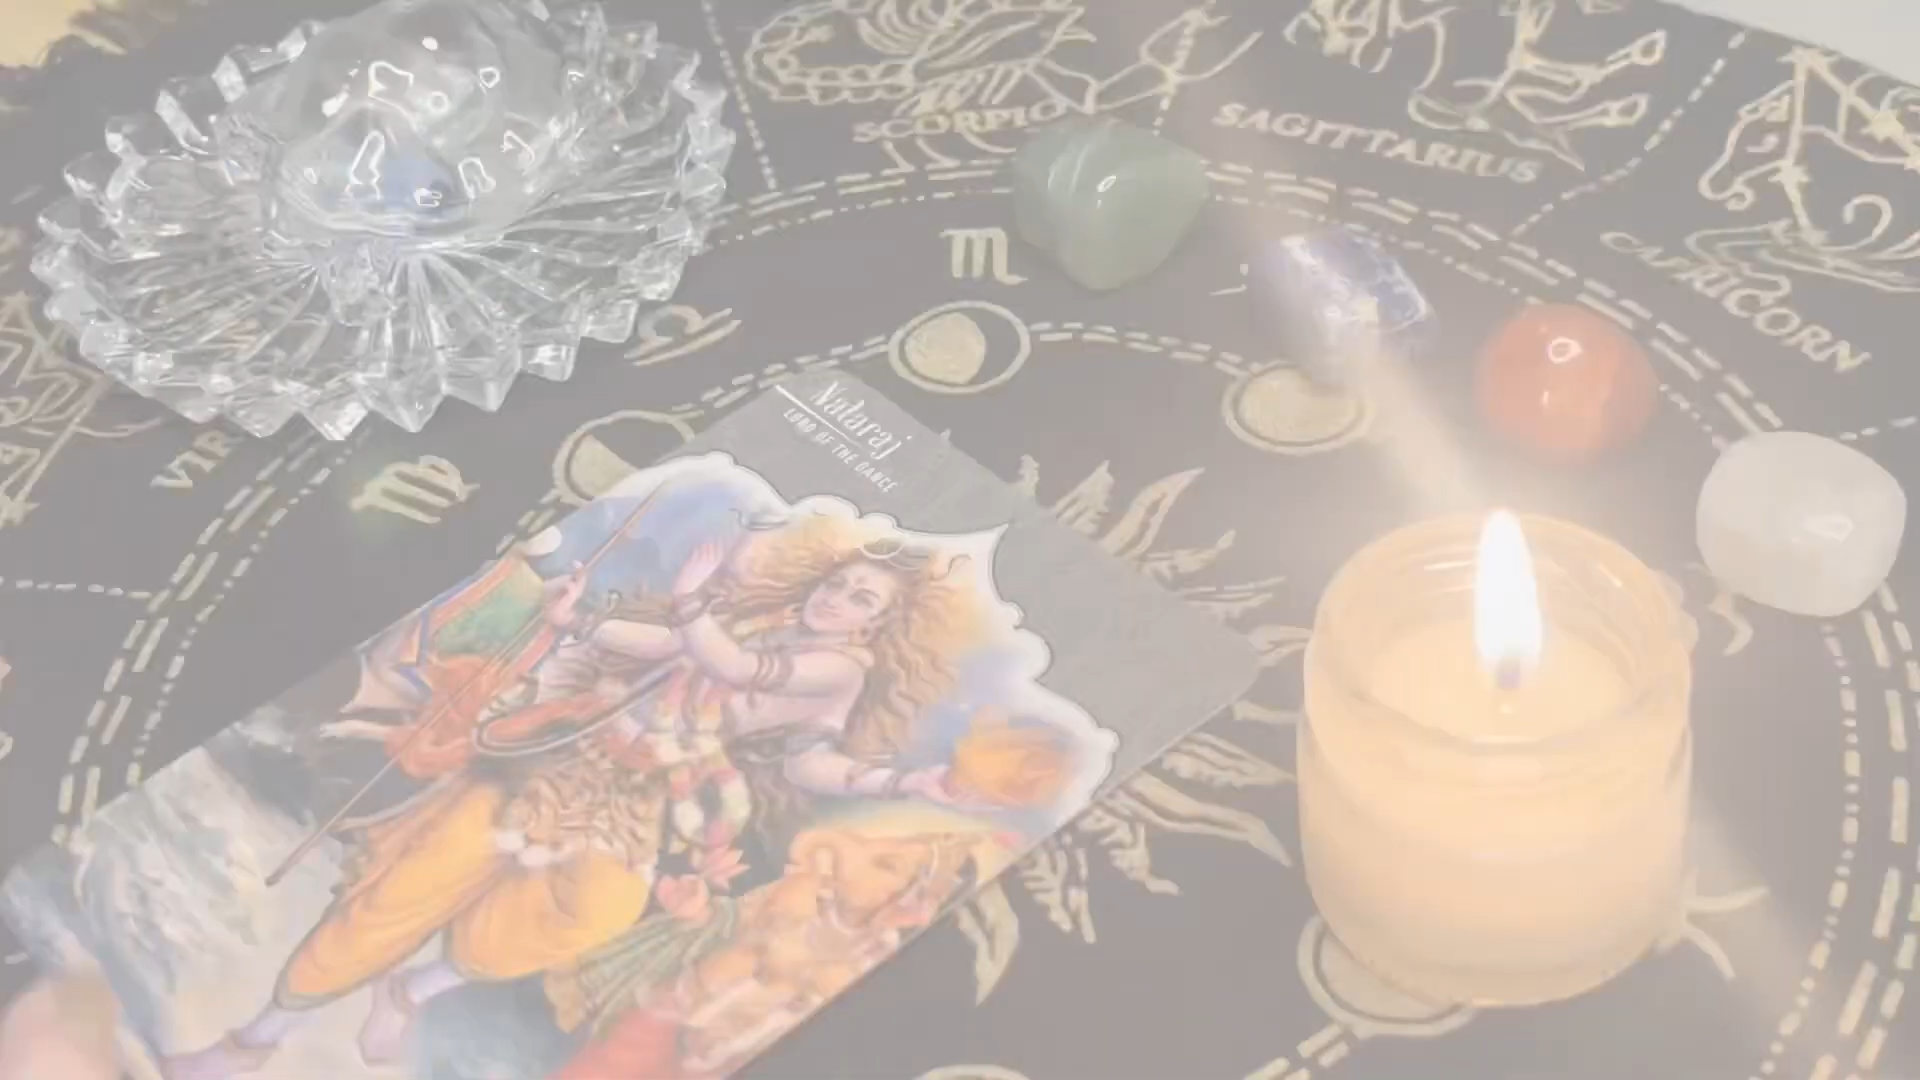 SCORPIO
SAGITTARIUS
CAPRICORN
VIR
Nataraj
LORD OF THE DANCE